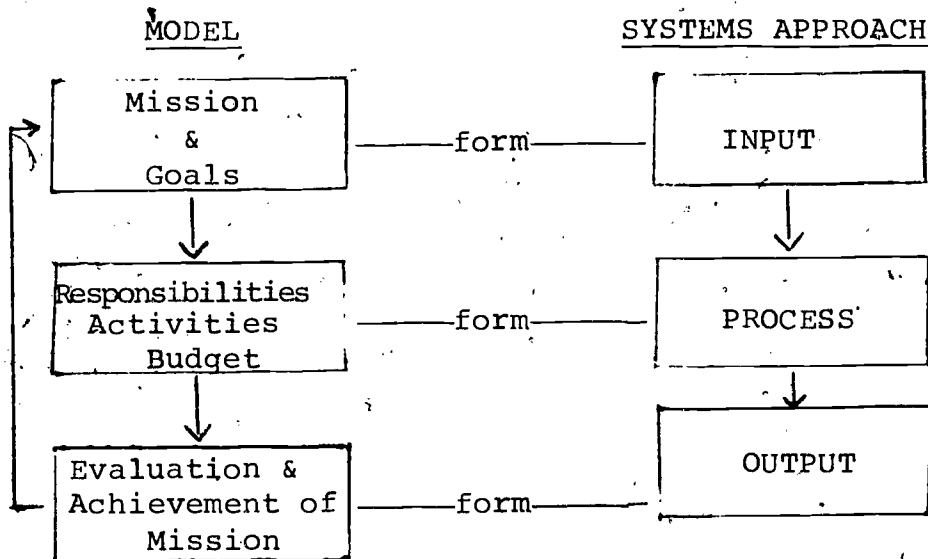 MODEL
SYSTEMS APPROACH
Mission
&
Goals
form
INPUT
Responsibilities
Activities
Budget
form
PROCESS
Evaluation &
Achievement of
Mission
form
OUTPUT